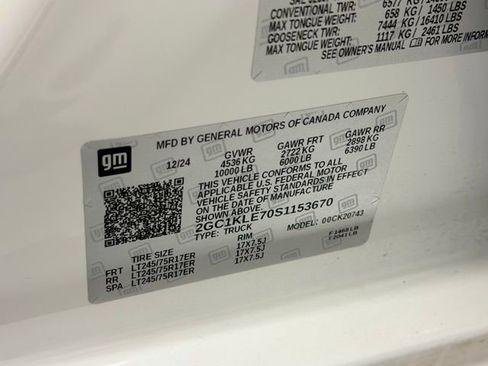 CONVENTIONAL TWR:
MAX TONGUE WEIGHT: 658 KG / 1450 LBS
GOOSENECK TWR: 7444 KG / 16410 LBS
MAX TONGUE WEIGHT: 1117 KG / 2461 LBS
SEE OWNER'S MANUAL FOR MORE INFORMATION
gm
MFD BY GENERAL MOTORS OF CANADA COMPANY
12/24 GVWR GAWR FRT GAWR RR
4536 KG 2722 KG 2898 KG
10000 LB 6000 LB 6390 LB
THIS VEHICLE CONFORMS TO ALL
APPLICABLE U.S. FEDERAL MOTOR
VEHICLE SAFETY STANDARDS IN EFFECT
ON THE DATE OF MANUFACTURE
SHOWN ABOVE.
2GC1KLE70S1153670
TYPE: TRUCK MODEL: 00CK20743
TIRE SIZE RIM
FRT LT245/75R17ER 17X7.5J
RR LT245/75R17ER 17X7.5J
SPA LT245/75R17ER 17X7.5J